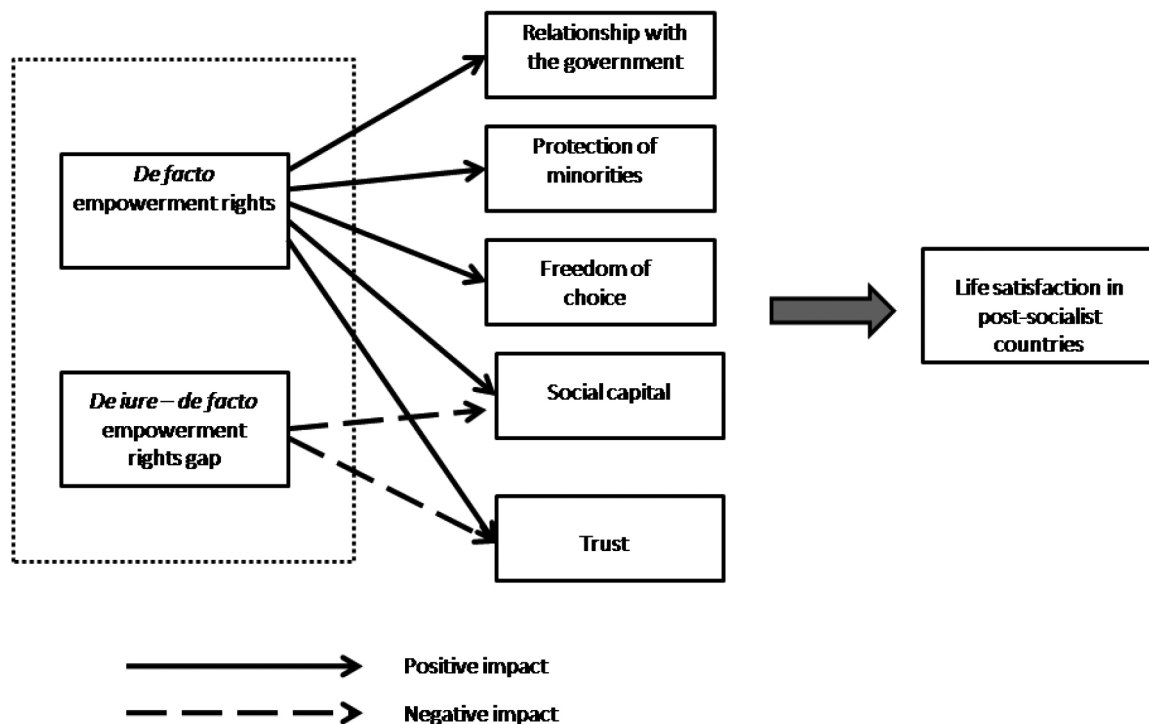 Relationship with
the government
Protection of
minorities
De facto
empowerment rights
Freedom of
choice
Life satisfaction in
post-socialist
countries
Social capital
De iure – de facto
empowerment
rights gap
Trust
Positive impact
Negative impact